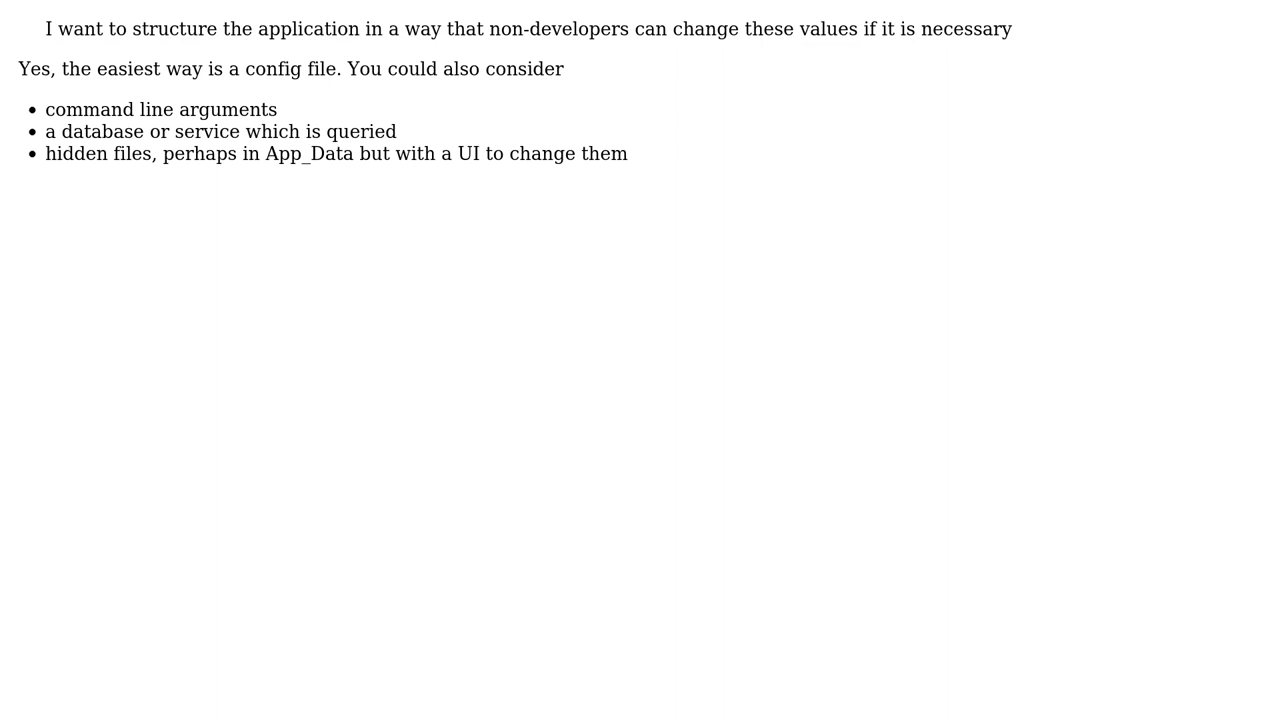 I want to structure the application in a way that non-developers can change these values if it is necessary
Yes, the easiest way is a config file. You could also consider
• command line arguments
• a database or service which is queried
• hidden files, perhaps in App_Data but with a UI to change them